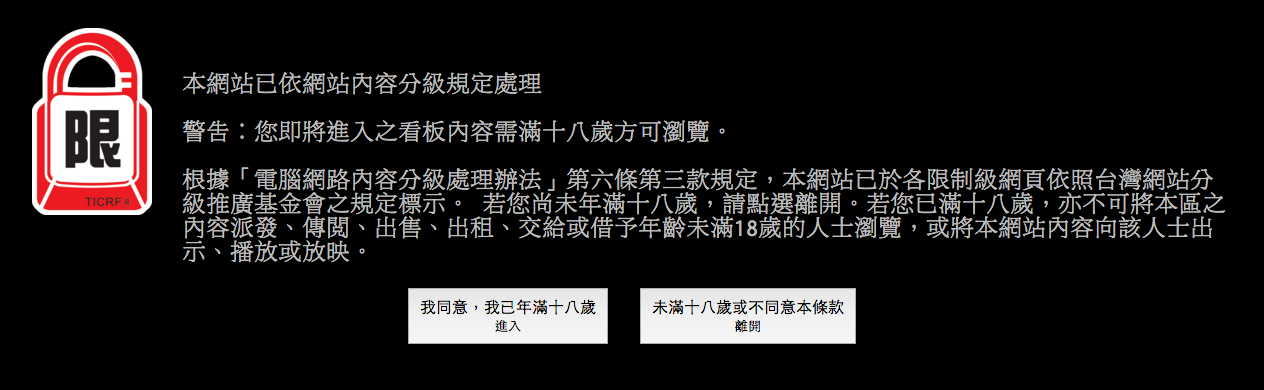 限
TICRF®
本網站已依網站內容分級規定處理
警告：您即將進入之看板內容需滿十八歲方可瀏覽。
根據「電腦網路內容分級處理辦法」第六條第三款規定，本網站已於各限制級網頁依照台灣網站分
級推廣基金會之規定標示。 若您尚未年滿十八歲，請點選離開。若您已滿十八歲，亦不可將本區之
內容派發、傳閱、出售、出租、交給或借予年齡未滿18歲的人士瀏覽，或將本網站內容向該人士出
示、播放或放映。
我同意，我已年滿十八歲
進入
未滿十八歲或不同意本條款
離開